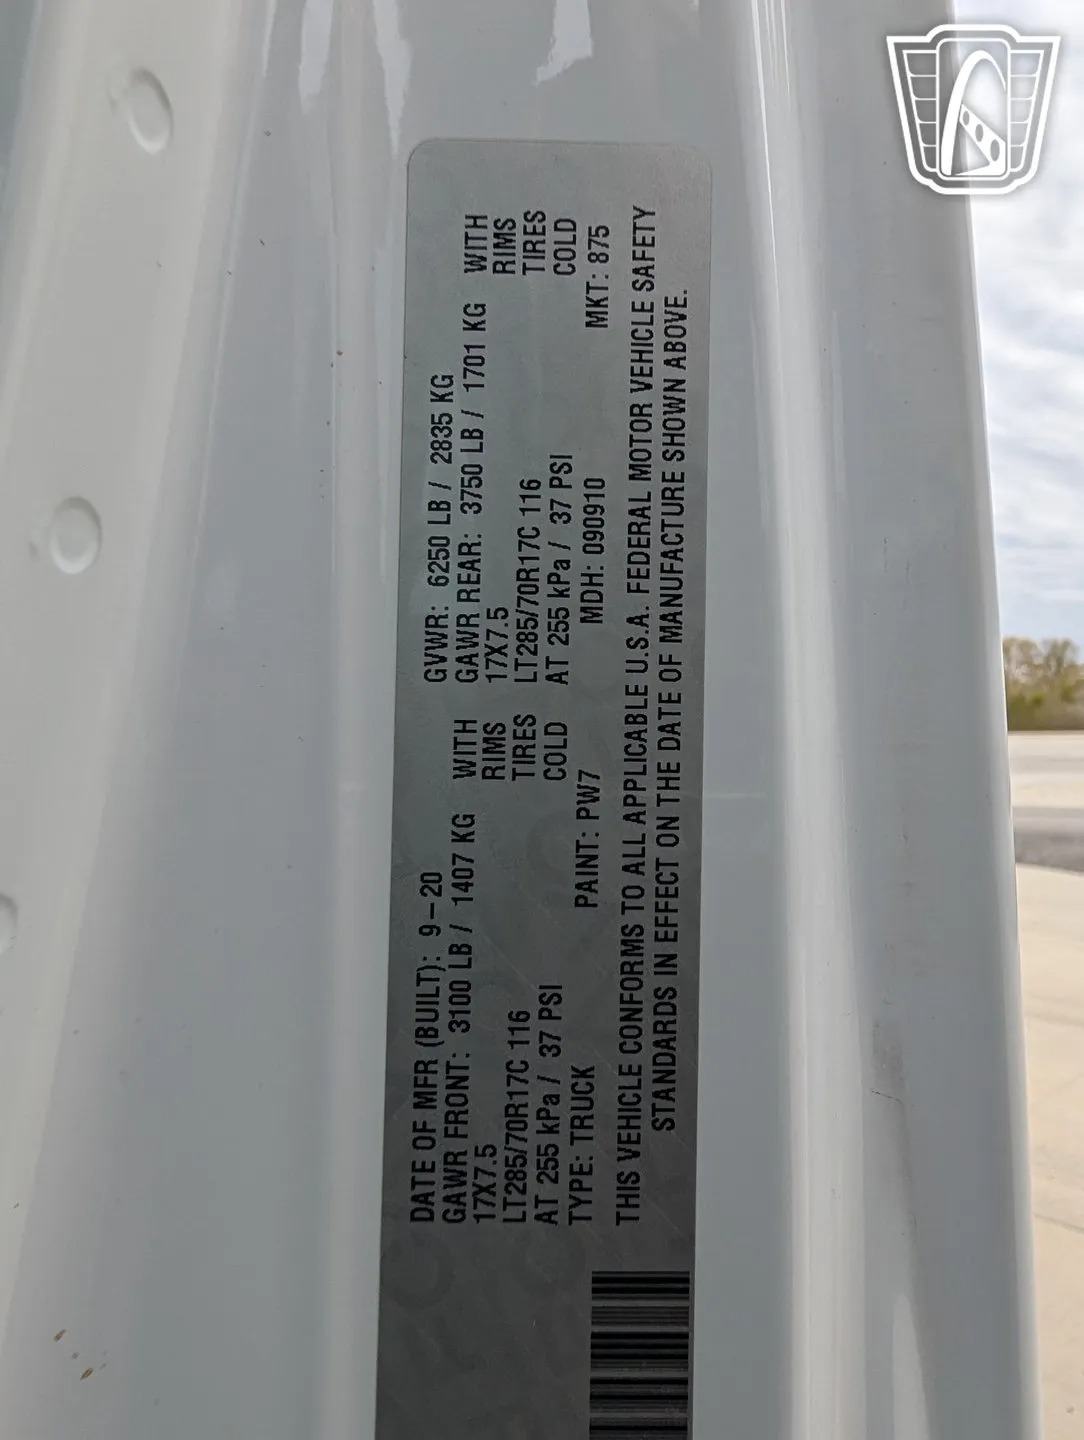 DATE OF MFR (BUILT): 9-20 GVWR: 6250 LB / 2835 KG
GAWR FRONT: 3100 LB / 1407 KG WITH GAWR REAR: 3750 LB / 1701 KG WITH
17X7.5 RIMS 17X7.5 RIMS
LT285/70R17C 116 TIRES LT285/70R17C 116 TIRES
AT 255 kPa / 37 PSI COLD AT 255 kPa / 37 PSI COLD
TYPE: TRUCK PAINT: PW7 MDH: 090910 MKT: 875
THIS VEHICLE CONFORMS TO ALL APPLICABLE U.S.A. FEDERAL MOTOR VEHICLE SAFETY
STANDARDS IN EFFECT ON THE DATE OF MANUFACTURE SHOWN ABOVE.